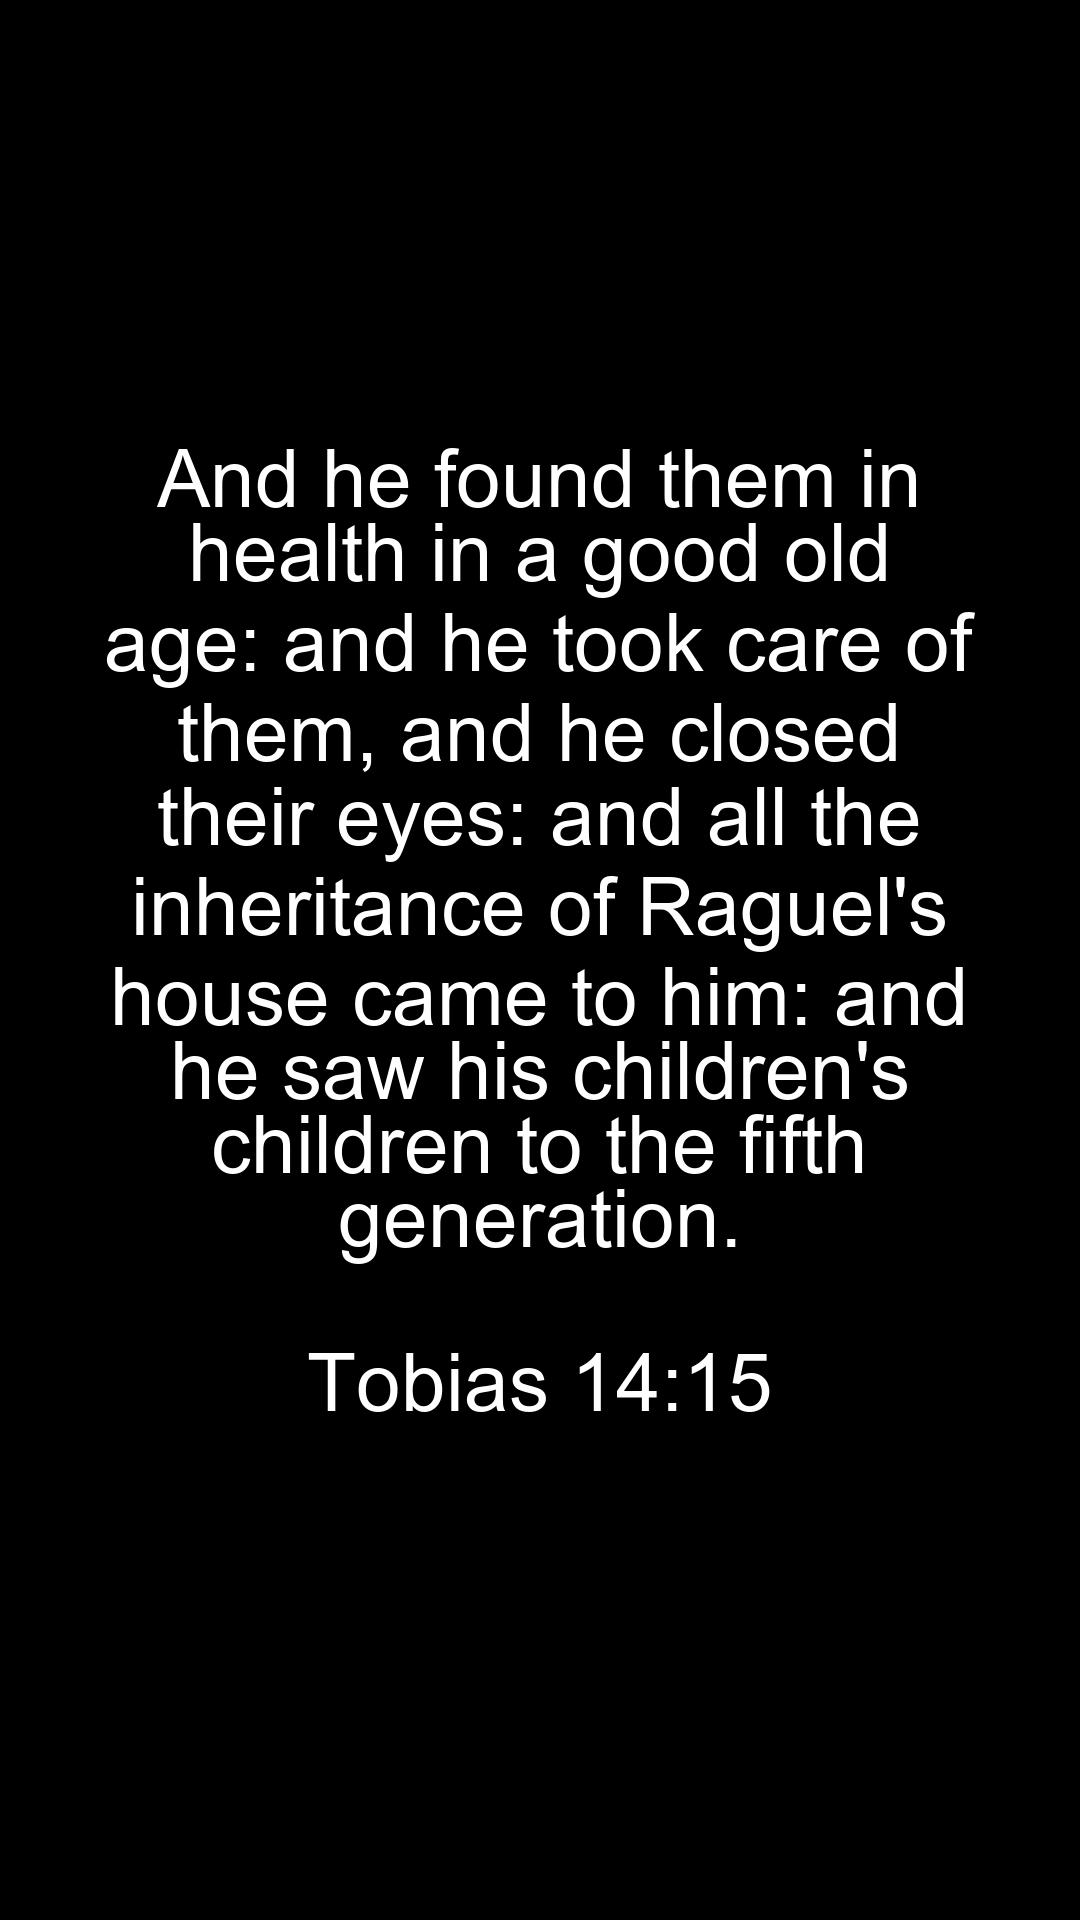 And he found them in
health in a good old
age: and he took care of
them, and he closed
their eyes: and all the
inheritance of Raguel's
house came to him: and
he saw his children's
children to the fifth
generation.
Tobias 14:15